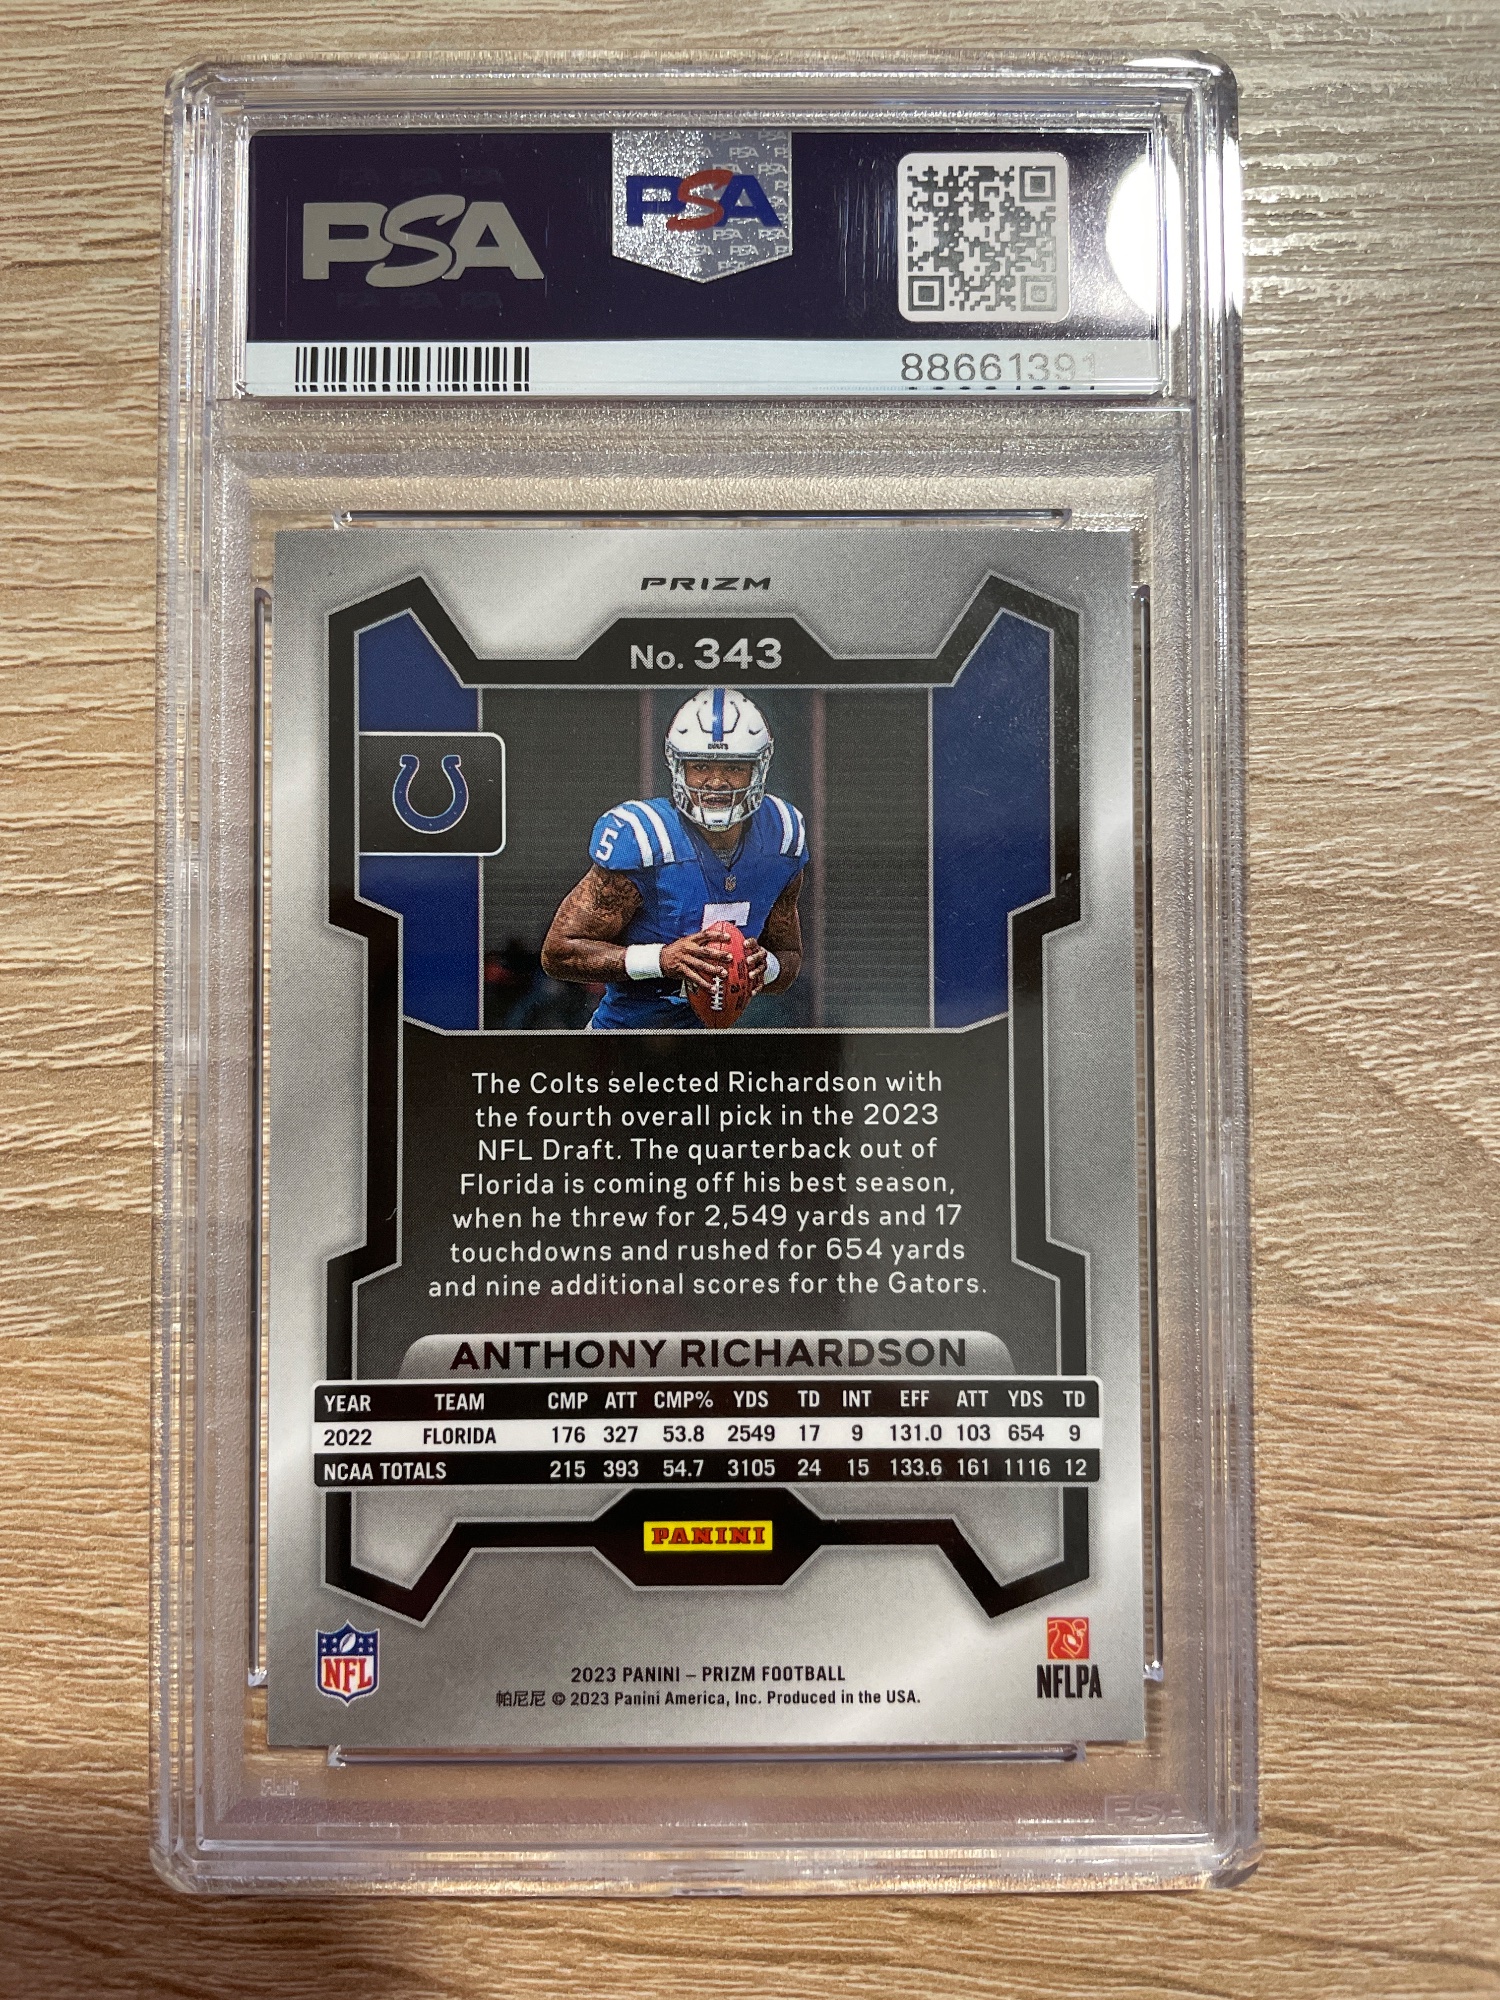 PSA
PSA
88661391
PRIZM
No. 343
COLTS
5
5
The Colts selected Richardson with
the fourth overall pick in the 2023
NFL Draft. The quarterback out of
Florida is coming off his best season,
when he threw for 2,549 yards and 17
touchdowns and rushed for 654 yards
and nine additional scores for the Gators.
ANTHONY RICHARDSON
YEAR TEAM CMP ATT CMP% YDS TD INT EFF ATT YDS TD
2022 FLORIDA 176 327 53.8 2549 17 9 131.0 103 654 9
NCAA TOTALS 215 393 54.7 3105 24 15 133.6 161 1116 12
PANINI
NFL
NFLPA
2023 PANINI – PRIZM FOOTBALL
帕尼尼 © 2023 Panini America, Inc. Produced in the USA.
PSA